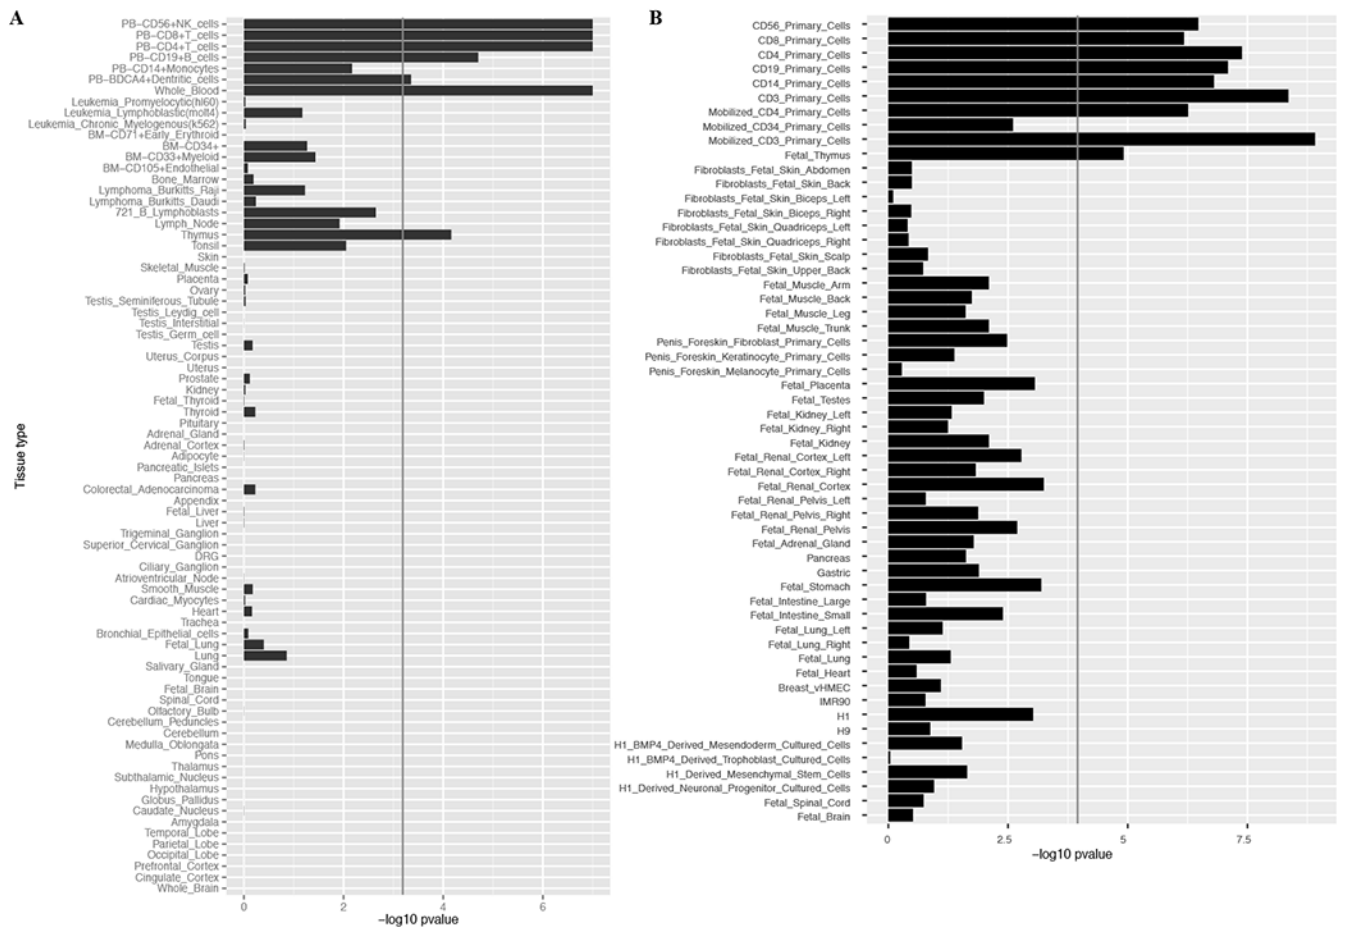 A
PB-CD56+NK_cells
PB-CD8+T_cells
PB-CD4+T_cells
PB-CD19+B_cells
PB-CD14+Monocytes
PB-BDCA4+Dentritic_cells
Whole_Blood
Leukemia_Promyelocytic(hl60)
Leukemia_Lymphoblastic(molt4)
Leukemia_Chronic_Myelogenous(k562)
BM-CD71+Early_Erythroid
BM-CD34+
BM-CD33+Myeloid
BM-CD105+Endothelial
Bone_Marrow
Lymphoma_Burkitts_Raji
Lymphoma_Burkitts_Daudi
721_B_Lymphoblasts
Lymph_Node
Thymus
Tonsil
Skin
Skeletal_Muscle
Placenta
Ovary
Testis_Seminiferous_Tubule
Testis_Leydig_cell
Testis_Interstitial
Testis_Germ_cell
Testis
Uterus_Corpus
Uterus
Prostate
Kidney
Fetal_Thyroid
Thyroid
Pituitary
Adrenal_Gland
Adrenal_Cortex
Adipocyte
Pancreatic_Islets
Pancreas
Colorectal_Adenocarcinoma
Appendix
Fetal_Liver
Liver
Trigeminal_Ganglion
Superior_Cervical_Ganglion
DRG
Ciliary_Ganglion
Atrioventricular_Node
Smooth_Muscle
Cardiac_Myocytes
Heart
Trachea
Bronchial_Epithelial_cells
Fetal_Lung
Lung
Salivary_Gland
Tongue
Fetal_Brain
Spinal_Cord
Olfactory_Bulb
Cerebellum_Peduncles
Cerebellum
Medulla_Oblongata
Pons
Thalamus
Subthalamic_Nucleus
Hypothalamus
Globus_Pallidus
Caudate_Nucleus
Amygdala
Temporal_Lobe
Parietal_Lobe
Occipital_Lobe
Prefrontal_Cortex
Cingulate_Cortex
Whole_Brain
Tissue type
0 2 4 6
-log10 pvalue
B
CD56_Primary_Cells
CD8_Primary_Cells
CD4_Primary_Cells
CD19_Primary_Cells
CD14_Primary_Cells
CD3_Primary_Cells
Mobilized_CD4_Primary_Cells
Mobilized_CD34_Primary_Cells
Mobilized_CD3_Primary_Cells
Fetal_Thymus
Fibroblasts_Fetal_Skin_Abdomen
Fibroblasts_Fetal_Skin_Back
Fibroblasts_Fetal_Skin_Biceps_Left
Fibroblasts_Fetal_Skin_Biceps_Right
Fibroblasts_Fetal_Skin_Quadriceps_Left
Fibroblasts_Fetal_Skin_Quadriceps_Right
Fibroblasts_Fetal_Skin_Scalp
Fibroblasts_Fetal_Skin_Upper_Back
Fetal_Muscle_Arm
Fetal_Muscle_Back
Fetal_Muscle_Leg
Fetal_Muscle_Trunk
Penis_Foreskin_Fibroblast_Primary_Cells
Penis_Foreskin_Keratinocyte_Primary_Cells
Penis_Foreskin_Melanocyte_Primary_Cells
Fetal_Placenta
Fetal_Testes
Fetal_Kidney_Left
Fetal_Kidney_Right
Fetal_Kidney
Fetal_Renal_Cortex_Left
Fetal_Renal_Cortex_Right
Fetal_Renal_Cortex
Fetal_Renal_Pelvis_Left
Fetal_Renal_Pelvis_Right
Fetal_Renal_Pelvis
Fetal_Adrenal_Gland
Pancreas
Gastric
Fetal_Stomach
Fetal_Intestine_Large
Fetal_Intestine_Small
Fetal_Lung_Left
Fetal_Lung_Right
Fetal_Lung
Fetal_Heart
Breast_vHMEC
IMR90
H1
H9
H1_BMP4_Derived_Mesendoderm_Cultured_Cells
H1_BMP4_Derived_Trophoblast_Cultured_Cells
H1_Derived_Mesenchymal_Stem_Cells
H1_Derived_Neuronal_Progenitor_Cultured_Cells
Fetal_Spinal_Cord
Fetal_Brain
0 2.5 5 7.5
-log10 pvalue